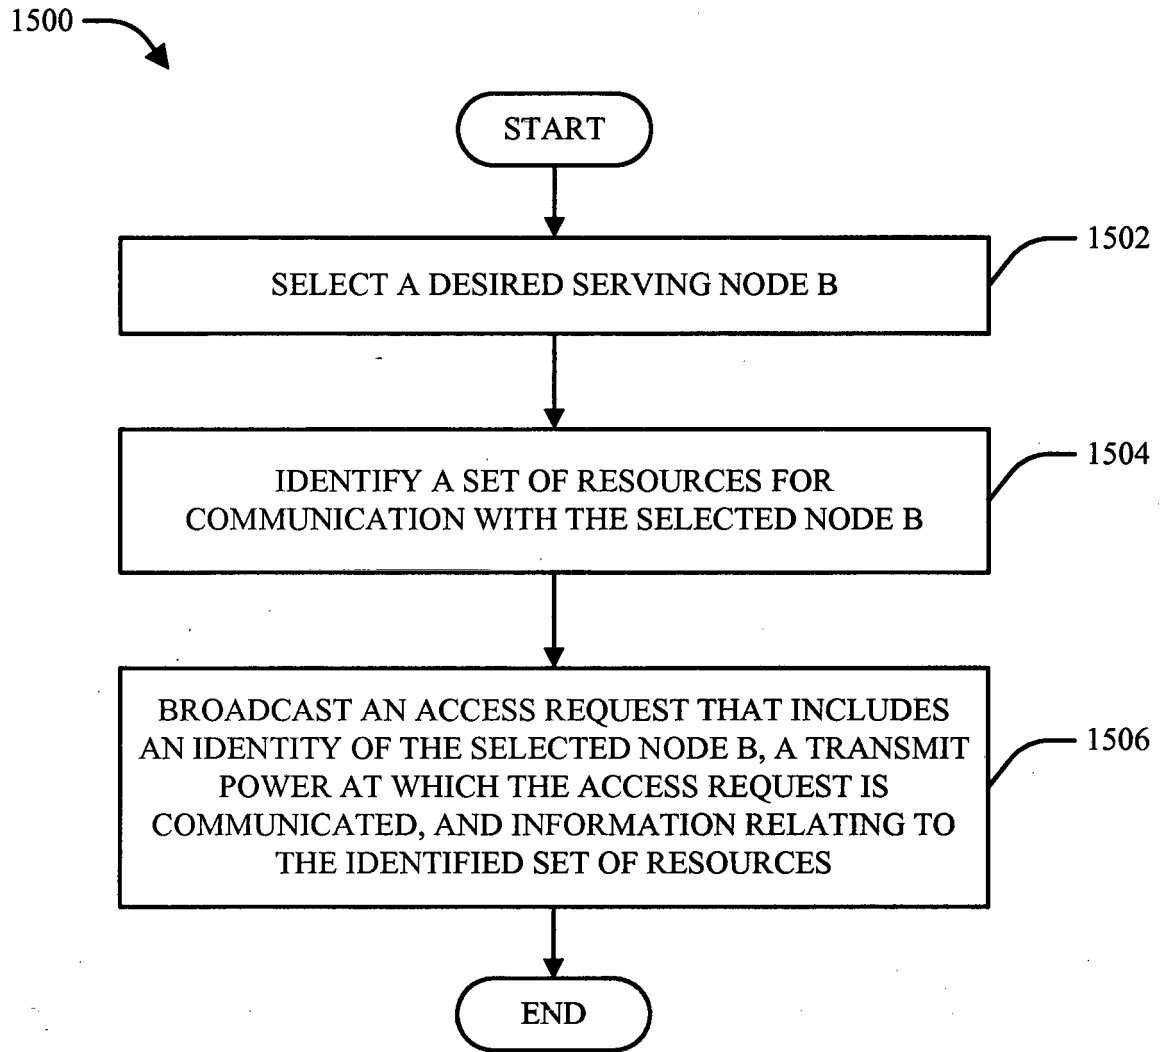 1500
START
1502
SELECT A DESIRED SERVING NODE B
1504
IDENTIFY A SET OF RESOURCES FOR
COMMUNICATION WITH THE SELECTED NODE B
BROADCAST AN ACCESS REQUEST THAT INCLUDES
AN IDENTITY OF THE SELECTED NODE B, A TRANSMIT
1506
POWER AT WHICH THE ACCESS REQUEST IS
COMMUNICATED, AND INFORMATION RELATING TO
THE IDENTIFIED SET OF RESOURCES
END